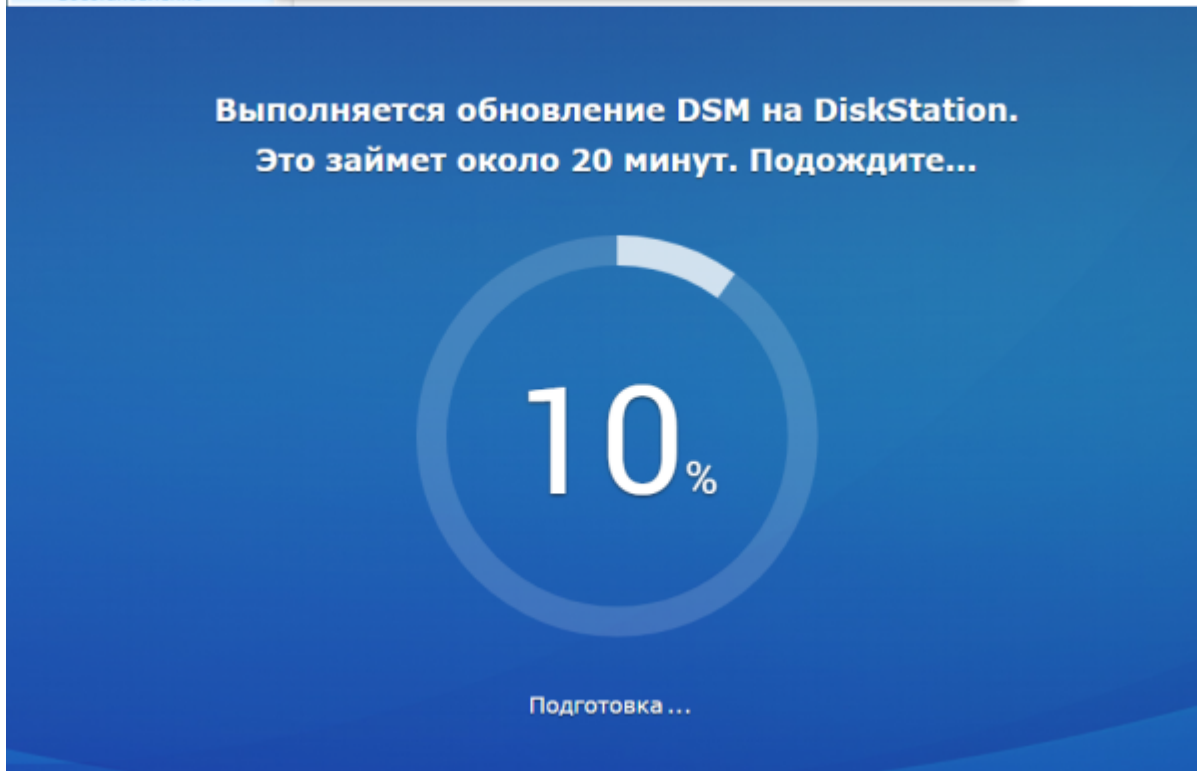 Выполняется обновление DSM на DiskStation.
Это займет около 20 минут. Подождите...
10%
Подготовка...